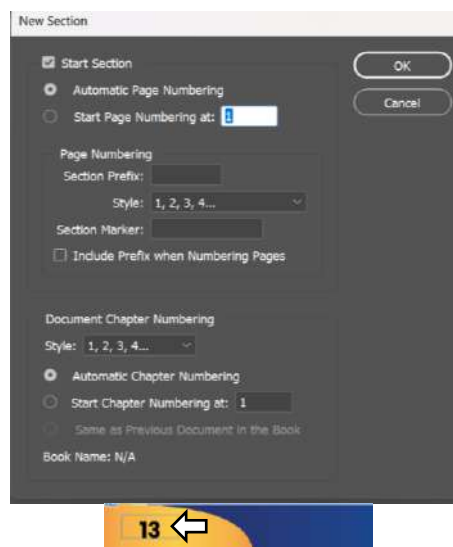 New Section
Start Section
OK
Automatic Page Numbering
Cancel
Start Page Numbering at: 1
Page Numbering
Section Prefix:
Style: 1, 2, 3, 4...
Section Marker:
Include Prefix when Numbering Pages
Document Chapter Numbering
Style: 1, 2, 3, 4...
Automatic Chapter Numbering
Start Chapter Numbering at: 1
Same as Previous Document in the Book
Book Name: N/A
13